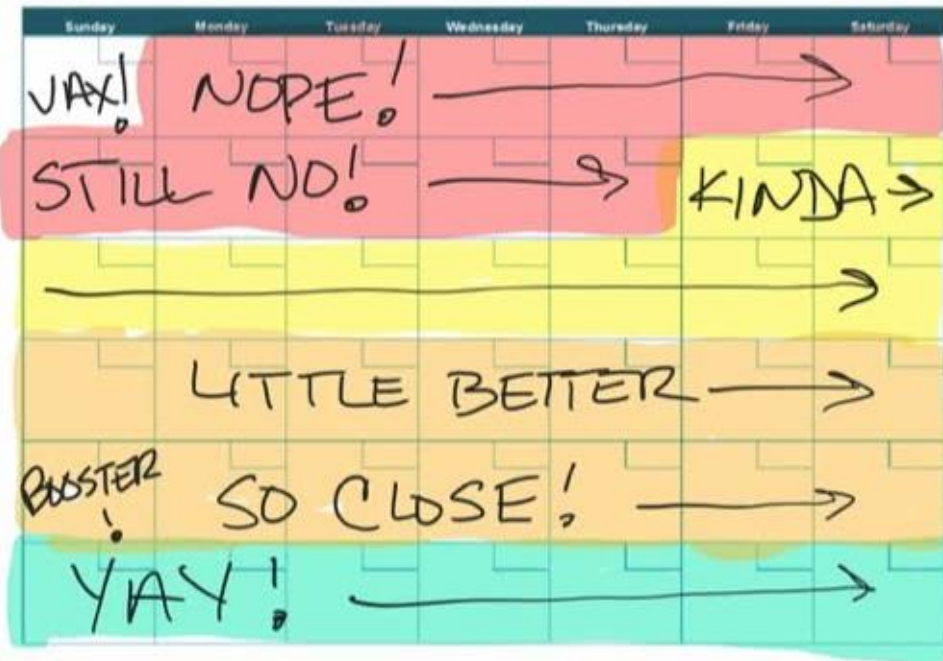 Sunday Monday Tuesday Wednesday Thursday Friday Saturday
VAX! NOPE!
STILL NO! KINDA
LITTLE BETTER
BOOSTER! SO CLOSE!
YAY!